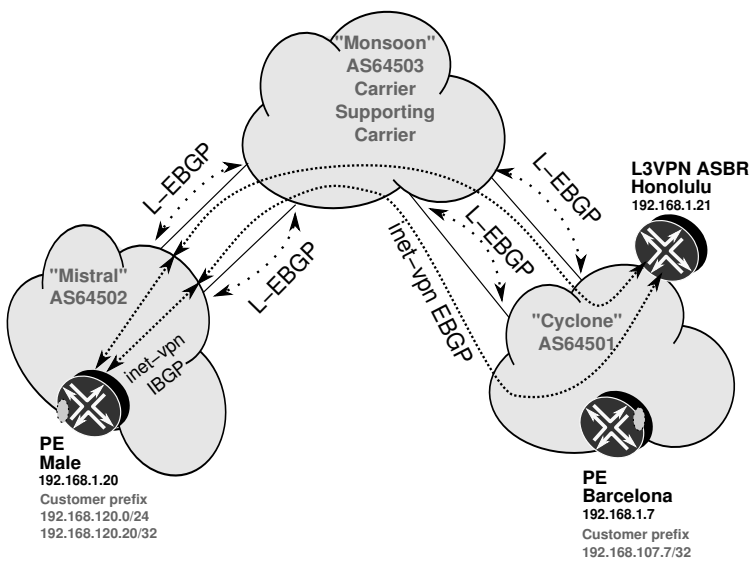 "Monsoon"
AS64503
Carrier
Supporting
Carrier
L−EBGP
L−EBGP
L3VPN ASBR
Honolulu
192.168.1.21
L−EBGP
L−EBGP
inet−vpn EBGP
"Mistral"
AS64502
inet−vpn
IBGP
"Cyclone"
AS64501
PE
Male
192.168.1.20
Customer prefix
192.168.120.0/24
192.168.120.20/32
PE
Barcelona
192.168.1.7
Customer prefix
192.168.107.7/32